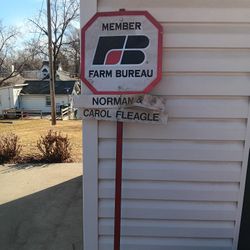 MEMBER
FB
FARM BUREAU
NORMAN &
CAROL FLEAGLE